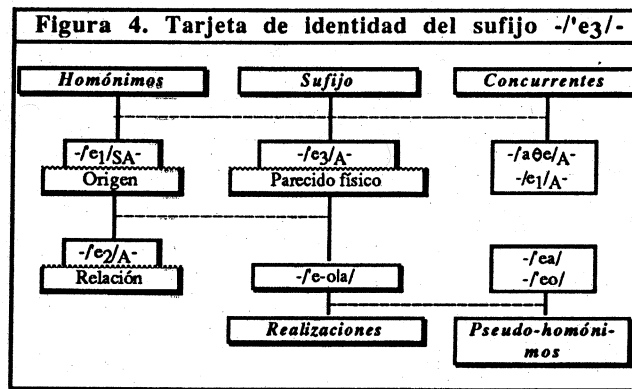 Figura 4. Tarjeta de identidad del sufijo -/'e3/-
Homónimos Sufijo Concurrentes
-/'e1/SA- -/'e3/A- -/'aθe/A-
Origen Parecido físico -/e1/A-
-/'e2/A-
Relación -/'e-ola/ -/'ea/
-/'eo/
Realizaciones Pseudo-homóni-
mos